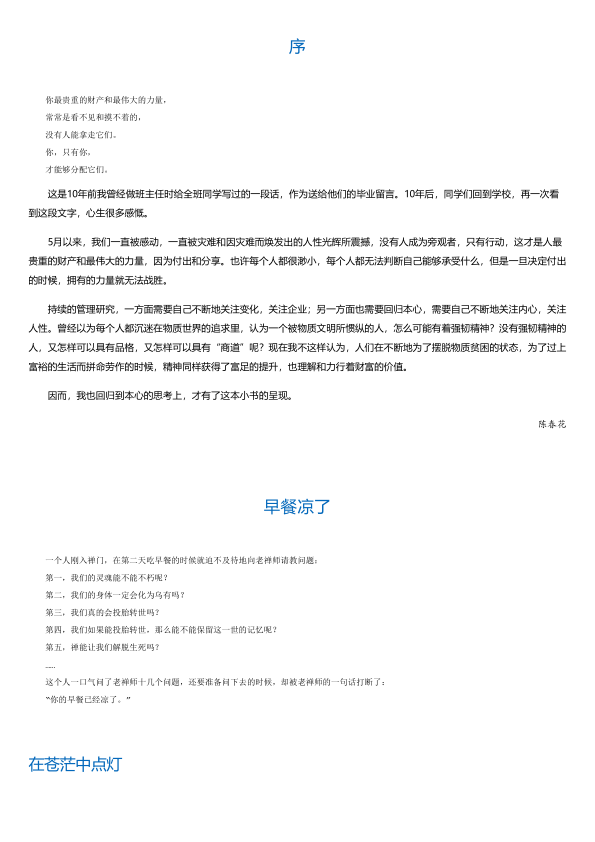 序
你最贵重的财产和最伟大的力量，
常常是看不见和摸不着的，
没有人能拿走它们。
你，只有你，
才能够分配它们。
这是10年前我曾经做班主任时给全班同学写过的一段话，作为送给他们的毕业留言。10年后，同学们回到学校，再一次看
到这段文字，心生很多感慨。
5月以来，我们一直被感动，一直被灾难和因灾难而焕发出的人性光辉所震撼，没有人成为旁观者，只有行动，这才是人最
贵重的财产和最伟大的力量，因为付出和分享。也许每个人都很渺小，每个人都无法判断自己能够承受什么，但是一旦决定付出
的时候，拥有的力量就无法战胜。
持续的管理研究，一方面需要自己不断地关注变化，关注企业；另一方面也需要回归本心，需要自己不断地关注内心，关注
人性。曾经以为每个人都沉迷在物质世界的追求里，认为一个被物质文明所惯纵的人，怎么可能有着强韧精神？没有强韧精神的
人，又怎样可以具有品格，又怎样可以具有“商道”呢？现在我不这样认为，人们在不断地为了摆脱物质贫困的状态，为了过上
富裕的生活而拼命劳作的时候，精神同样获得了富足的提升，也理解和力行着财富的价值。
因而，我也回归到本心的思考上，才有了这本小书的呈现。
陈春花
早餐凉了
一个人刚入禅门，在第二天吃早餐的时候就迫不及待地向老禅师请教问题：
第一，我们的灵魂能不能不朽呢？
第二，我们的身体一定会化为乌有吗？
第三，我们真的会投胎转世吗？
第四，我们如果能投胎转世，那么能不能保留这一世的记忆呢？
第五，禅能让我们解脱生死吗？
……
这个人一口气问了老禅师十几个问题，还要准备问下去的时候，却被老禅师的一句话打断了：
“你的早餐已经凉了。”
在苍茫中点灯